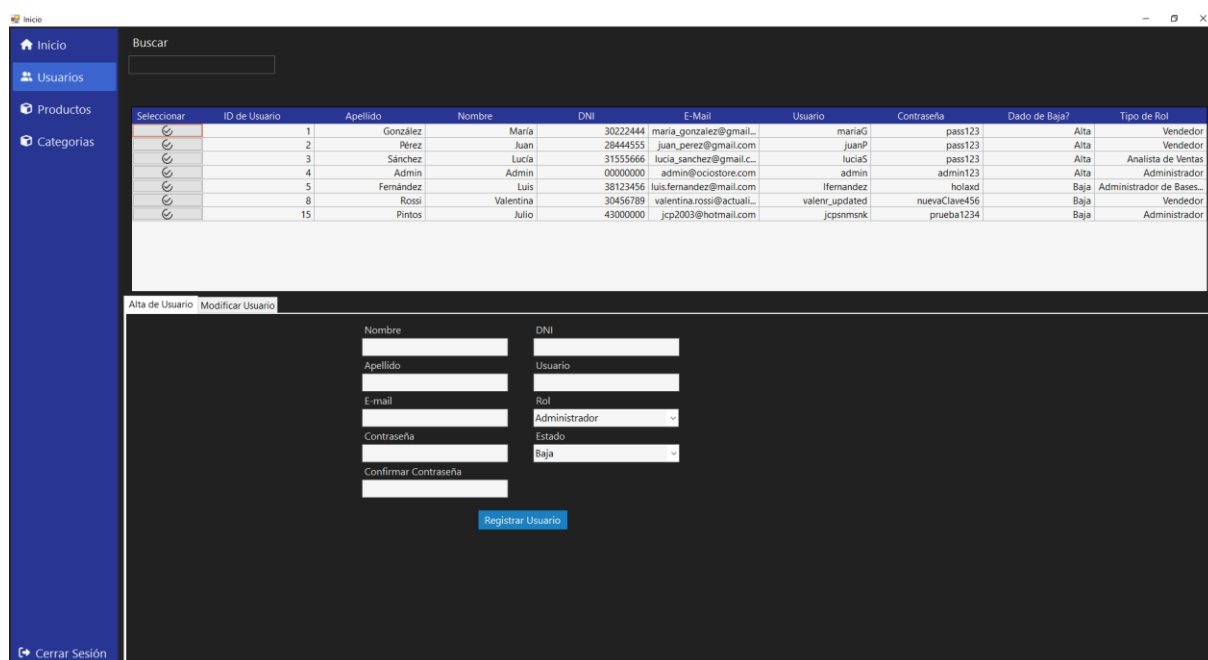 Inicio
Inicio
Usuarios
Productos
Categorias
Cerrar Sesión
Buscar
Seleccionar ID de Usuario Apellido Nombre DNI E-Mail Usuario Contraseña Dado de Baja? Tipo de Rol
1 González María 30222444 maria_gonzalez@gmail... mariaG pass123 Alta Vendedor
2 Pérez Juan 28444555 juan_perez@gmail.com juanP pass123 Alta Vendedor
3 Sánchez Lucía 31555666 lucia_sanchez@gmail.c... luciaS pass123 Alta Analista de Ventas
4 Admin Admin 00000000 admin@ociostore.com admin admin123 Alta Administrador
5 Fernández Luis 38123456 luis.fernandez@mail.com lfernandez holaxd Baja Administrador de Bases...
8 Rossi Valentina 30456789 valentina.rossi@actuali... valenr_updated nuevaClave456 Baja Vendedor
15 Pintos Julio 43000000 jcp2003@hotmail.com jcpsnmsnk prueba1234 Baja Administrador
Alta de Usuario Modificar Usuario
Nombre DNI
Apellido Usuario
E-mail Rol
Administrador
Contraseña Estado
Baja
Confirmar Contraseña
Registrar Usuario